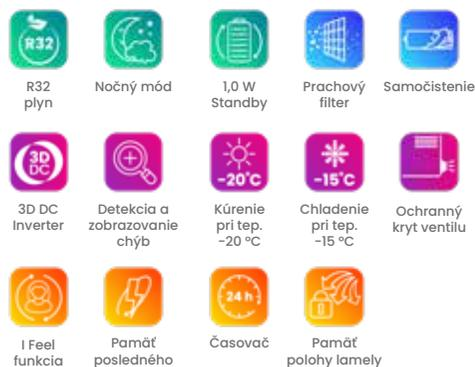 R32
R32
plyn
Nočný mód
1,0 W
Standby
Prachový
filter
Samočistenie
3D
DC
3D DC
Inverter
Detekcia a
zobrazovanie
chýb
-20°C
Kúrenie
pri tep.
-20 °C
-15°C
Chladenie
pri tep.
-15 °C
Ochranný
kryt ventilu
I Feel
funkcia
Pamäť
posledného
24 h
Časovač
Pamäť
polohy lamely